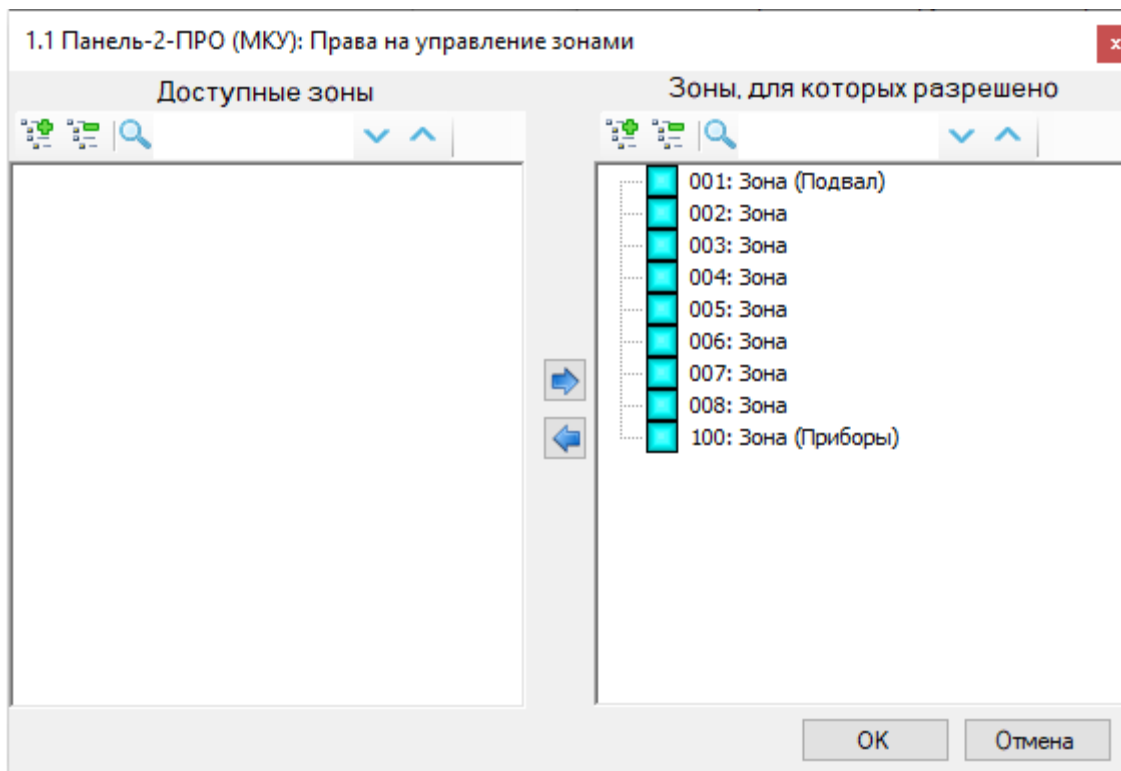 1.1 Панель-2-ПРО (МКУ): Права на управление зонами
x
Доступные зоны
Зоны, для которых разрешено
001: Зона (Подвал)
002: Зона
003: Зона
004: Зона
005: Зона
006: Зона
007: Зона
008: Зона
100: Зона (Приборы)
OK
Отмена